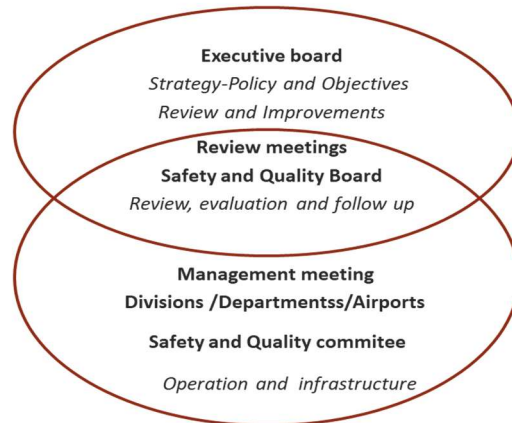 Executive board
Strategy-Policy and Objectives
Review and Improvements
Review meetings
Safety and Quality Board
Review, evaluation and follow up
Management meeting
Divisions /Departmentss/Airports
Safety and Quality commitee
Operation and infrastructure